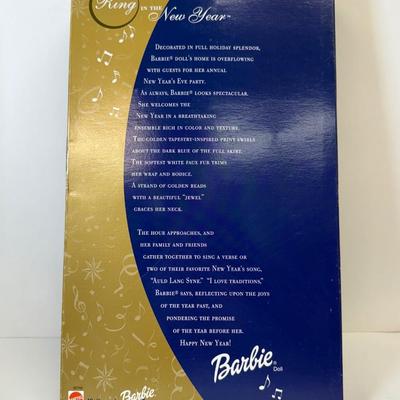 Ring IN THE New Year™
DECORATED IN FULL HOLIDAY SPLENDOR,
BARBIE® DOLL'S HOME IS OVERFLOWING
WITH GUESTS FOR HER ANNUAL
NEW YEAR'S EVE PARTY.
AS ALWAYS, BARBIE® LOOKS SPECTACULAR.
SHE WELCOMES THE
NEW YEAR IN A BREATHTAKING
ENSEMBLE RICH IN COLOR AND TEXTURE.
THE GOLDEN TAPESTRY-INSPIRED PRINT SWIRLS
ABOUT THE DARK BLUE OF THE FULL SKIRT.
THE SOFTEST WHITE FAUX FUR TRIMS
HER WRAP AND BODICE.
A STRAND OF GOLDEN BEADS
WITH A BEAUTIFUL "JEWEL"
GRACES HER NECK.
THE HOUR APPROACHES, AND
HER FAMILY AND FRIENDS
GATHER TOGETHER TO SING A VERSE OR
TWO OF THEIR FAVORITE NEW YEAR'S SONG,
"AULD LANG SYNE." "I LOVE TRADITIONS,"
BARBIE® SAYS, REFLECTING UPON THE JOYS
OF THE YEAR PAST, AND
PONDERING THE PROMISE
OF THE YEAR BEFORE HER.
HAPPY NEW YEAR!
Barbie®
Doll
Barbie